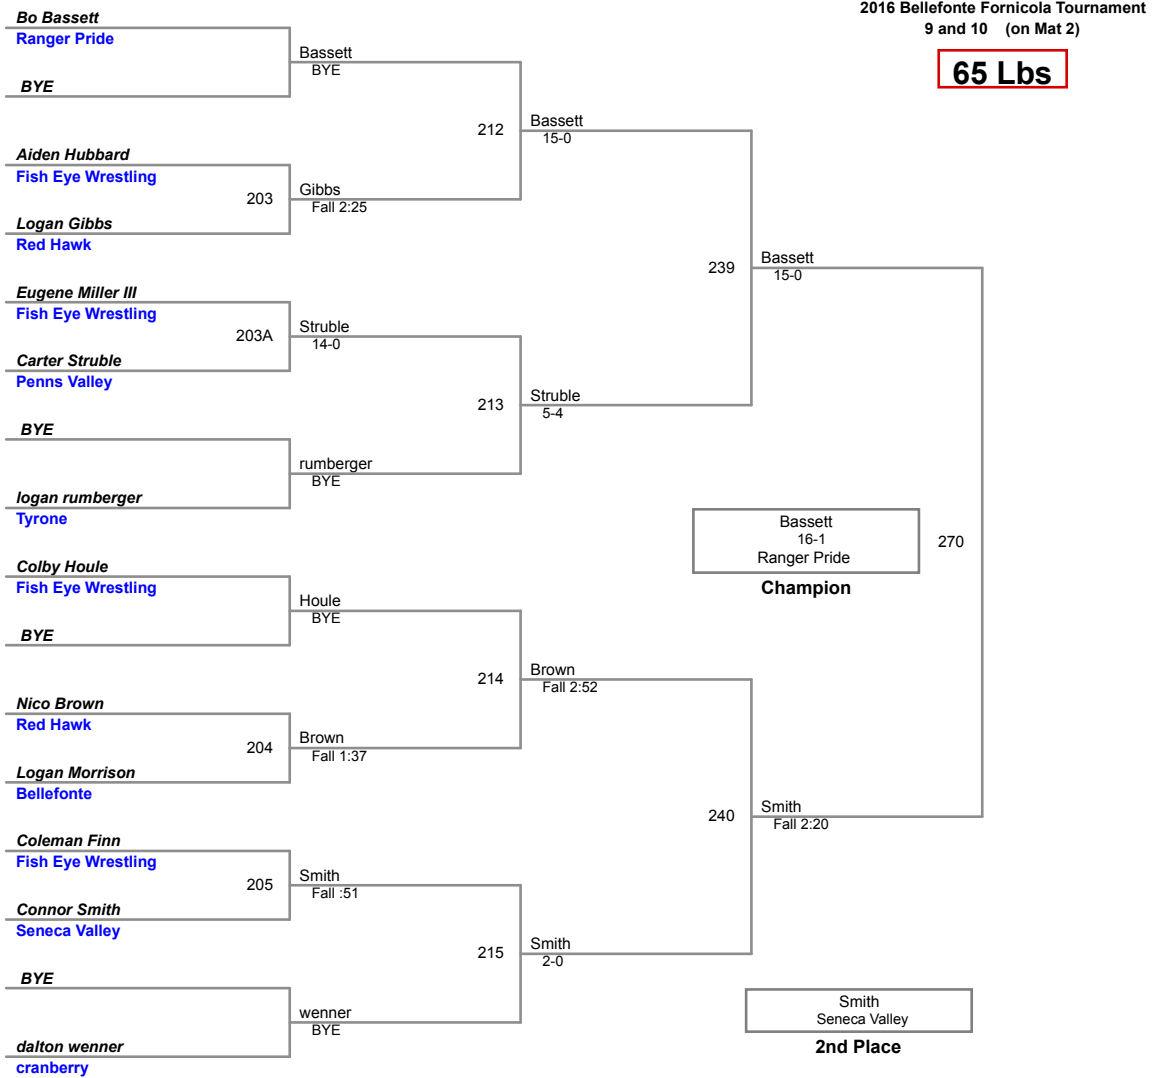 2016 Bellefonte Fornicola Tournament
9 and 10 (on Mat 2)
65 Lbs
Bo Bassett
Ranger Pride
BYE
Aiden Hubbard
Fish Eye Wrestling
203
Logan Gibbs
Red Hawk
Eugene Miller III
Fish Eye Wrestling
203A
Carter Struble
Penns Valley
BYE
logan rumberger
Tyrone
Colby Houle
Fish Eye Wrestling
BYE
Nico Brown
Red Hawk
204
Logan Morrison
Bellefonte
Coleman Finn
Fish Eye Wrestling
205
Connor Smith
Seneca Valley
BYE
dalton wenner
cranberry
Bassett
BYE
212
Gibbs
Fall 2:25
Struble
14-0
213
rumberger
BYE
Houle
BYE
214
Brown
Fall 1:37
Smith
Fall :51
215
wenner
BYE
Bassett
15-0
239
Struble
5-4
Brown
Fall 2:52
240
Smith
2-0
Bassett
15-0
270
Smith
Fall 2:20
Bassett
16-1
Ranger Pride
Champion
Smith
Seneca Valley
2nd Place